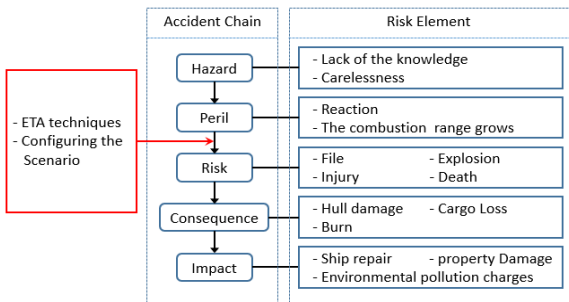 Accident Chain
Risk Element
- ETA techniques
- Configuring the
Scenario
Hazard
- Lack of the knowledge
- Carelessness
Peril
- Reaction
- The combustion range grows
Risk
- File - Explosion
- Injury - Death
Consequence
- Hull damage - Cargo Loss
- Burn
Impact
- Ship repair - property Damage
- Environmental pollution charges